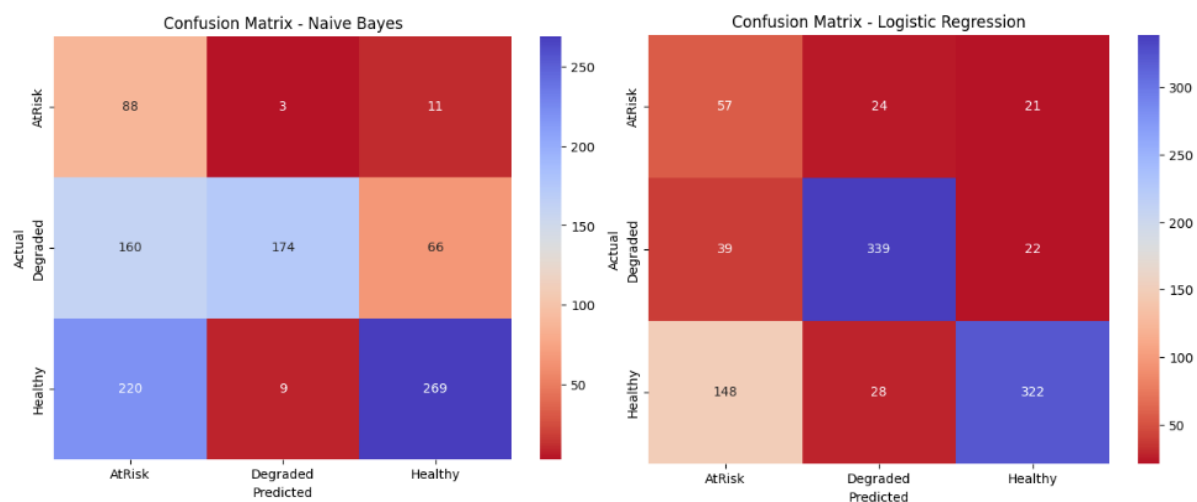 Confusion Matrix - Naive Bayes
AtRisk
88
3
11
Actual
Degraded
160
174
66
Healthy
220
9
269
AtRisk
Degraded
Healthy
Predicted
250
200
150
100
50
Confusion Matrix - Logistic Regression
AtRisk
57
24
21
Actual
Degraded
39
339
22
Healthy
148
28
322
AtRisk
Degraded
Healthy
Predicted
300
250
200
150
100
50